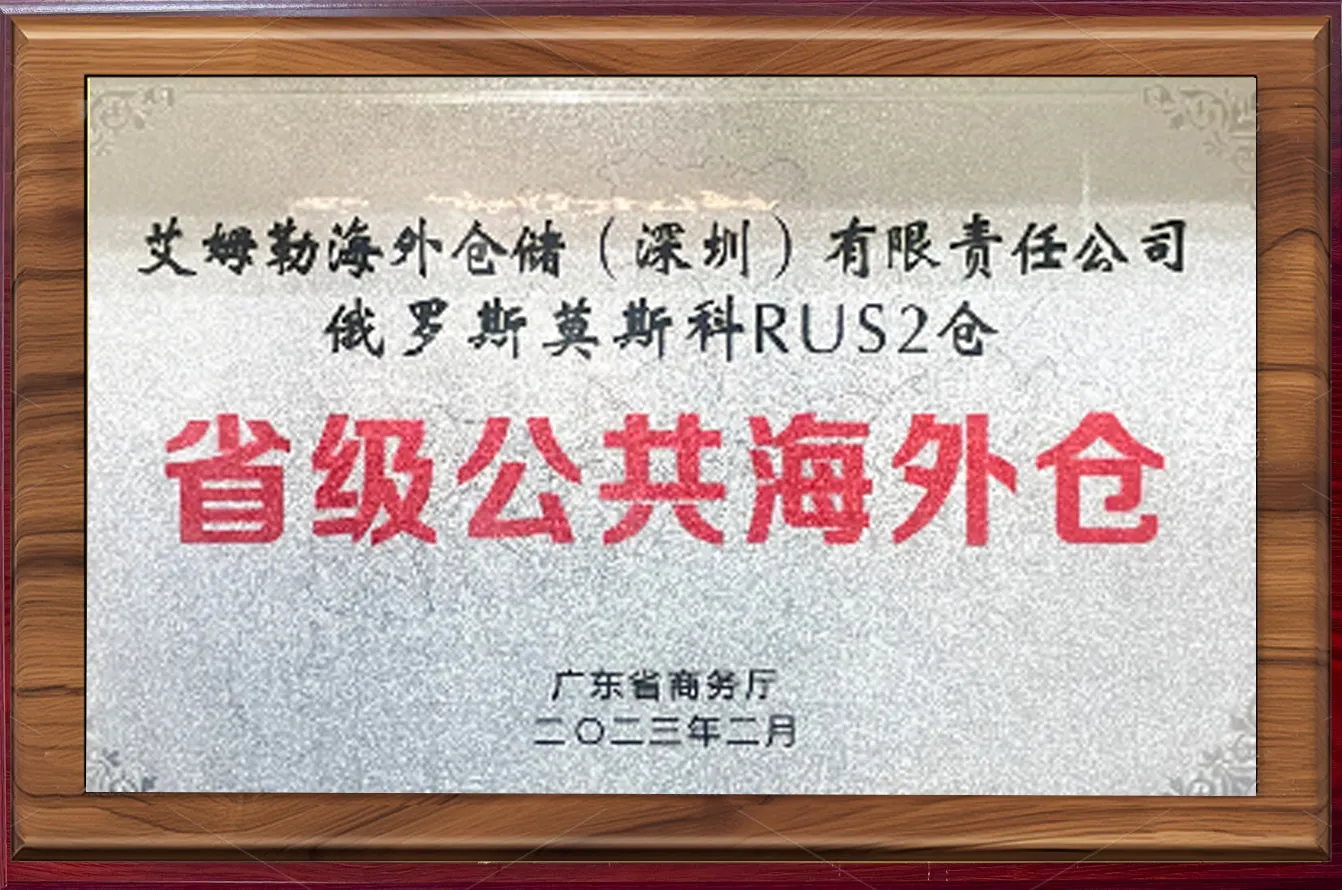 艾姆勒海外仓储（深圳）有限责任公司
俄罗斯莫斯科RUS2仓
省级公共海外仓
广东省商务厅
二〇二三年二月